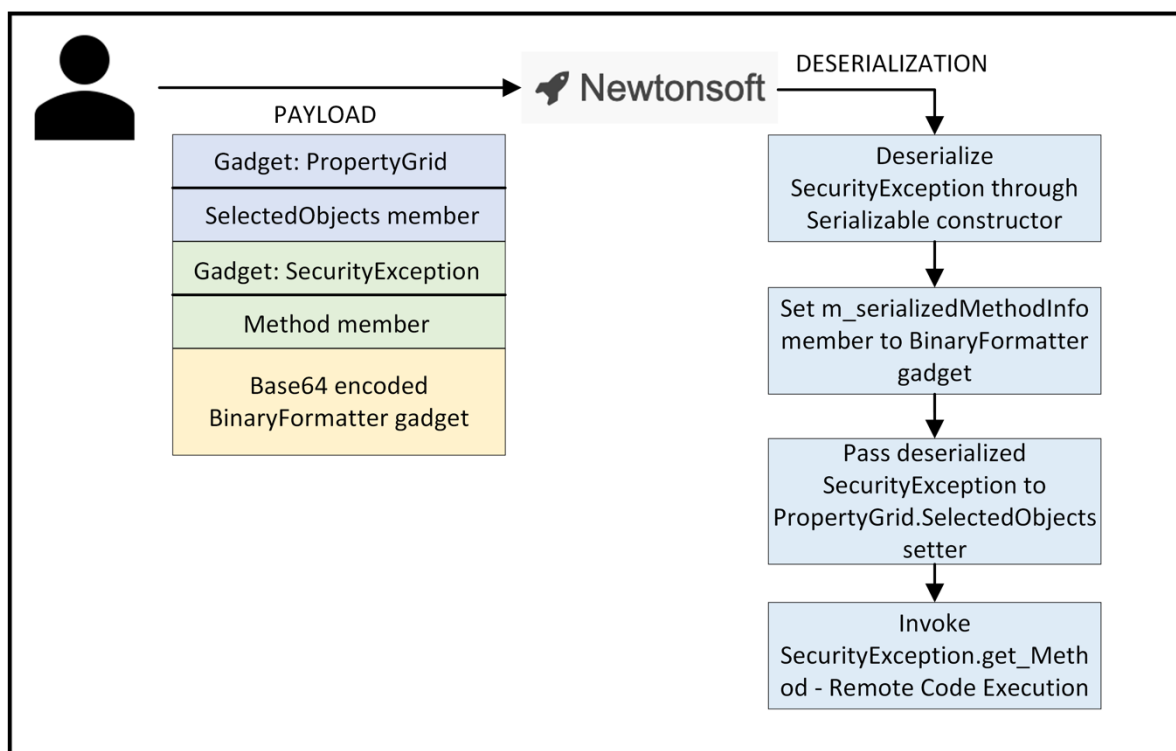 PAYLOAD
Gadget: PropertyGrid
SelectedObjects member
Gadget: SecurityException
Method member
Base64 encoded
BinaryFormatter gadget
Newtonsoft
DESERIALIZATION
Deserialize
SecurityException through
Serializable constructor
Set m_serializedMethodInfo
member to BinaryFormatter
gadget
Pass deserialized
SecurityException to
PropertyGrid.SelectedObjects
setter
Invoke
SecurityException.get_Meth
od - Remote Code Execution